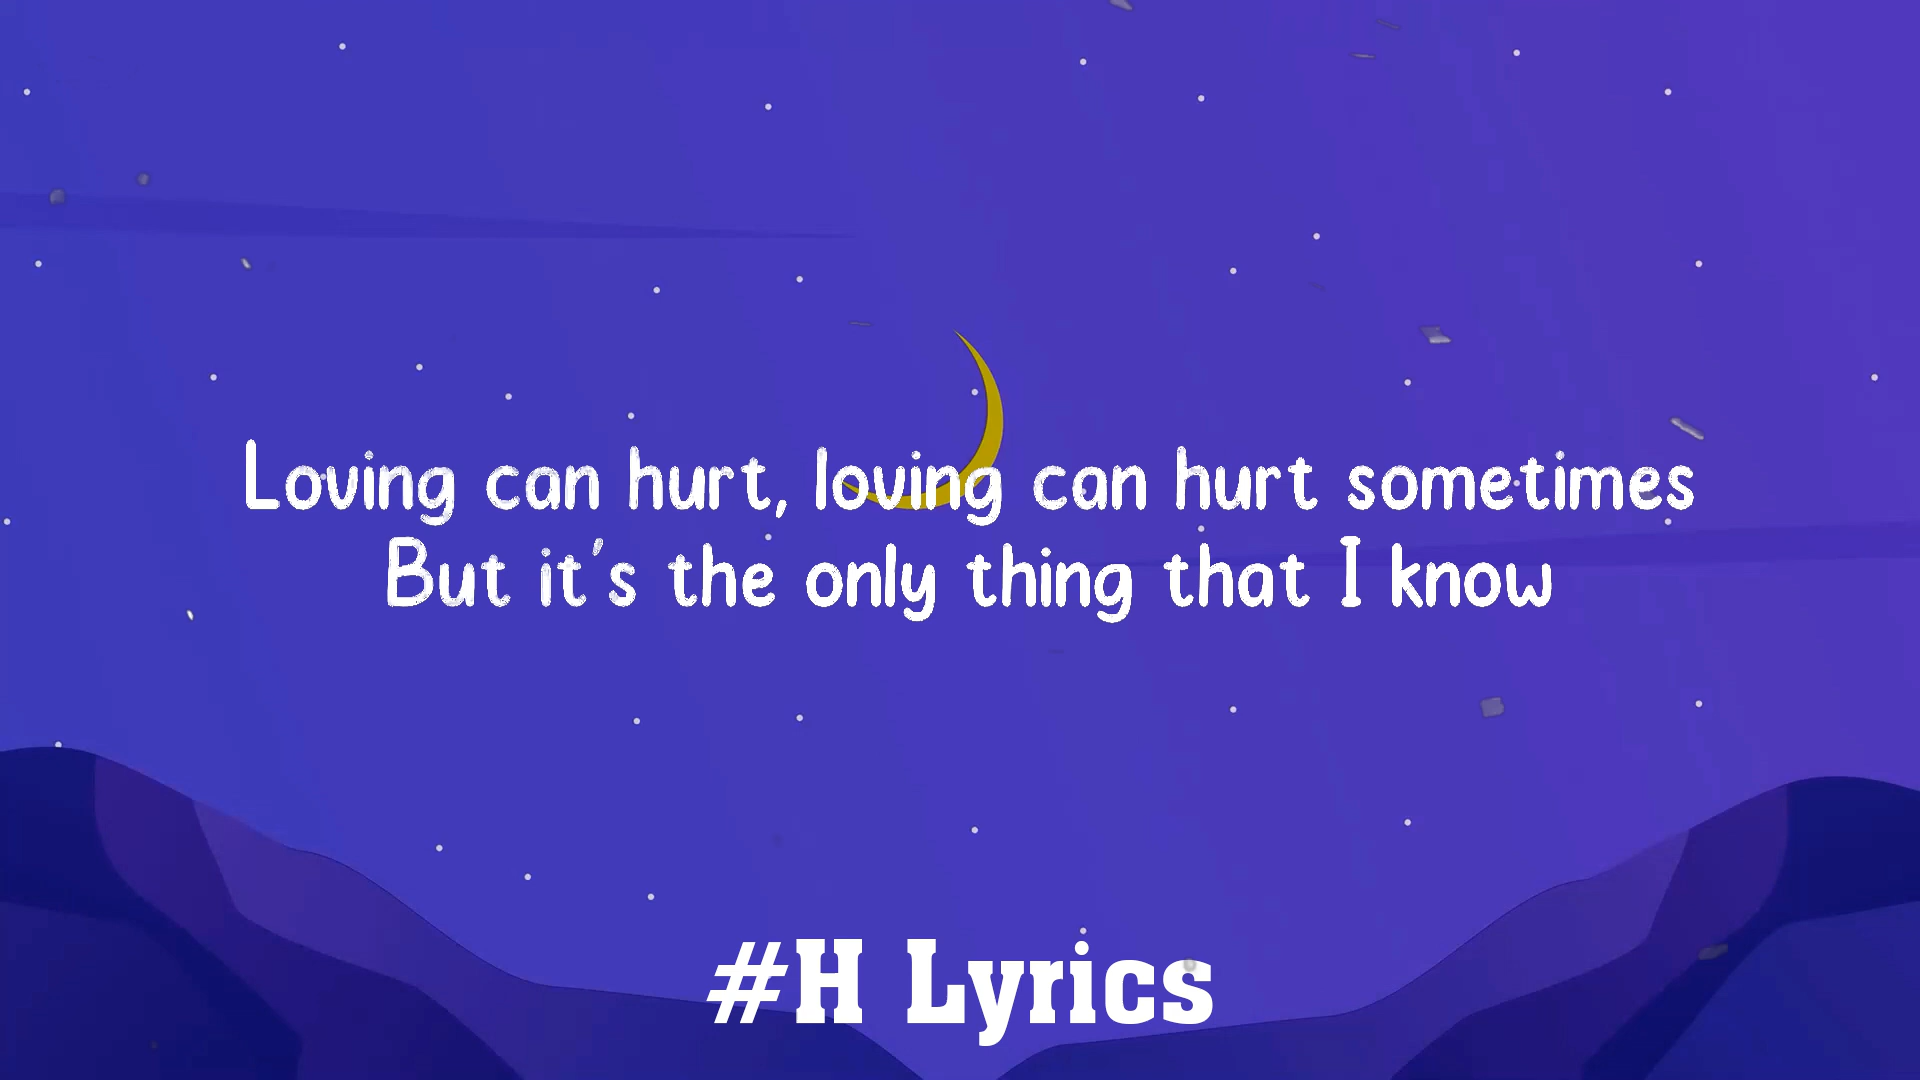 Loving can hurt, loving can hurt sometimes
But it's the only thing that I know
#H Lyrics